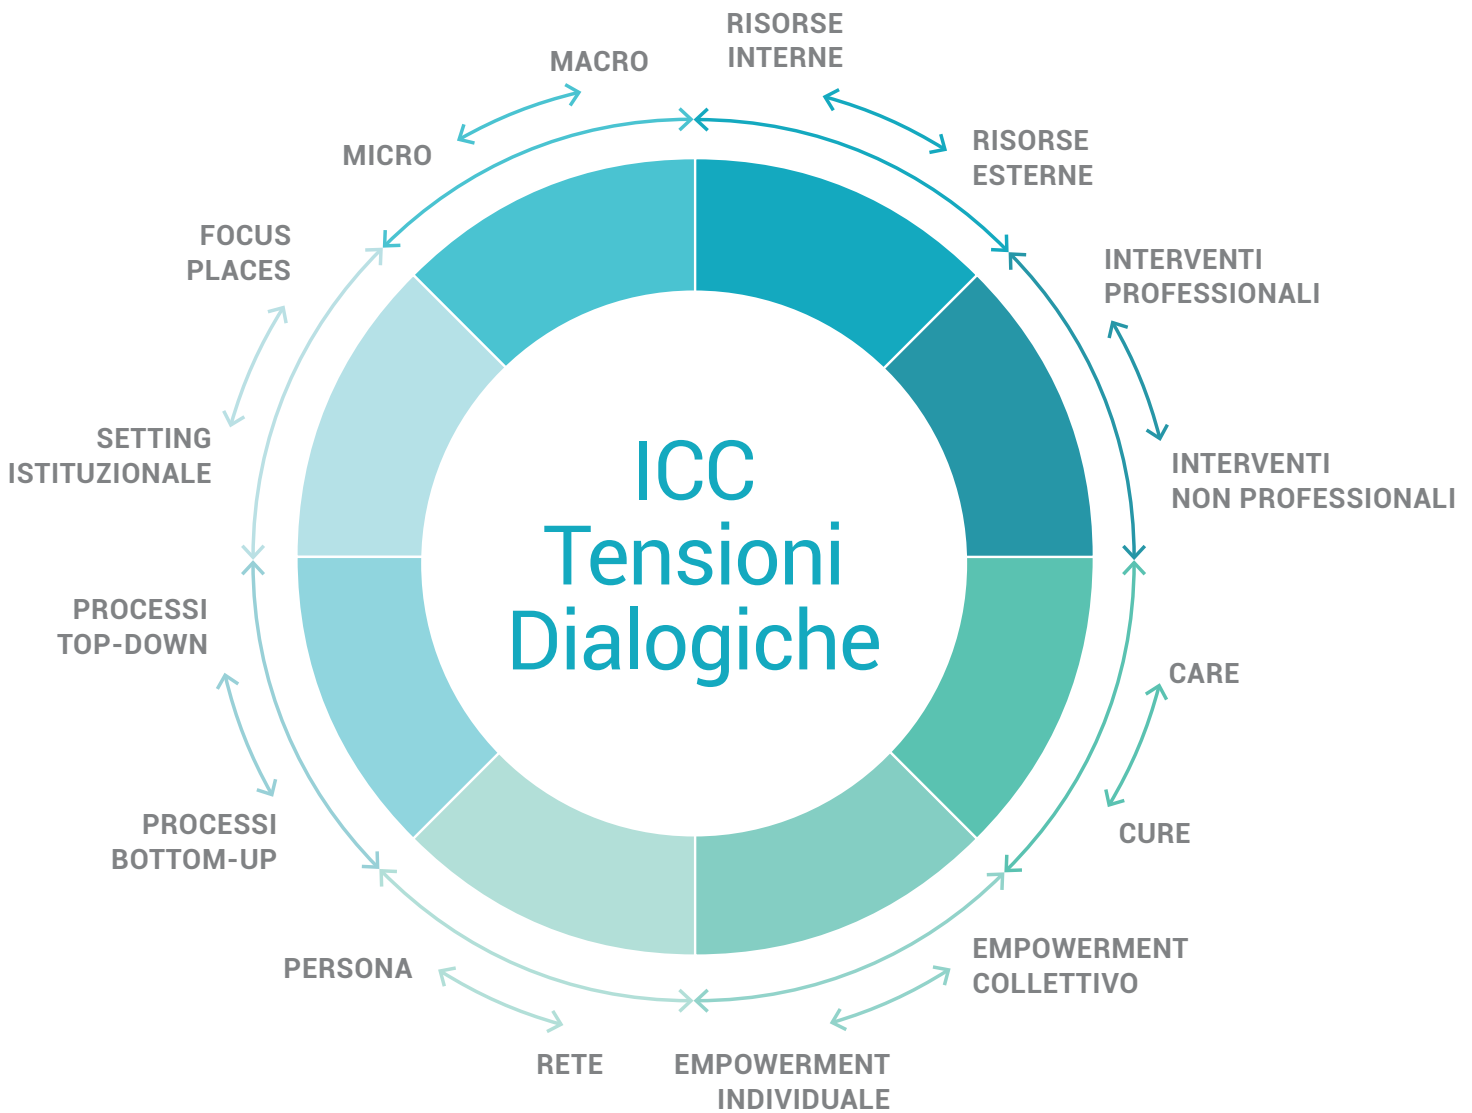 RISORSE
INTERNE
MACRO
RISORSE
ESTERNE
MICRO
FOCUS
PLACES
INTERVENTI
PROFESSIONALI
SETTING
ISTITUZIONALE
INTERVENTI
NON PROFESSIONALI
ICC
Tensioni
Dialogiche
PROCESSI
TOP-DOWN
CARE
PROCESSI
BOTTOM-UP
CURE
PERSONA
EMPOWERMENT
COLLETTIVO
RETE
EMPOWERMENT
INDIVIDUALE